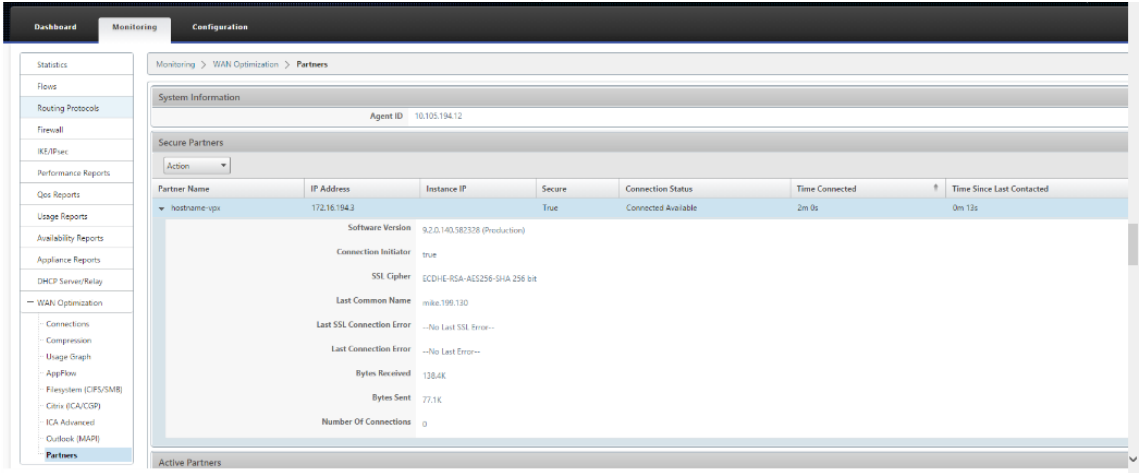 Dashboard Monitoring Configuration
Statistics
Flows
Routing Protocols
Firewall
IKE/IPsec
Performance Reports
Qos Reports
Usage Reports
Availability Reports
Appliance Reports
DHCP Server/Relay
WAN Optimization
Connections
Compression
Usage Graph
AppFlow
Filesystem (CIFS/SMB)
Citrix (ICA/CGP)
ICA Advanced
Outlook (MAPI)
Partners
Monitoring > WAN Optimization > Partners
System Information
Agent ID 10.105.194.12
Secure Partners
Action
Partner Name IP Address Instance IP Secure Connection Status Time Connected Time Since Last Contacted
hostname-vpx 172.16.194.3 True Connected Available 2m 0s 0m 13s
Software Version 9.2.0.140.582328 (Production)
Connection Initiator true
SSL Cipher ECDHE-RSA-AES256-SHA 256 bit
Last Common Name mike.199.130
Last SSL Connection Error --No Last SSL Error--
Last Connection Error --No Last Error--
Bytes Received 138.4K
Bytes Sent 77.1K
Number Of Connections 0
Active Partners